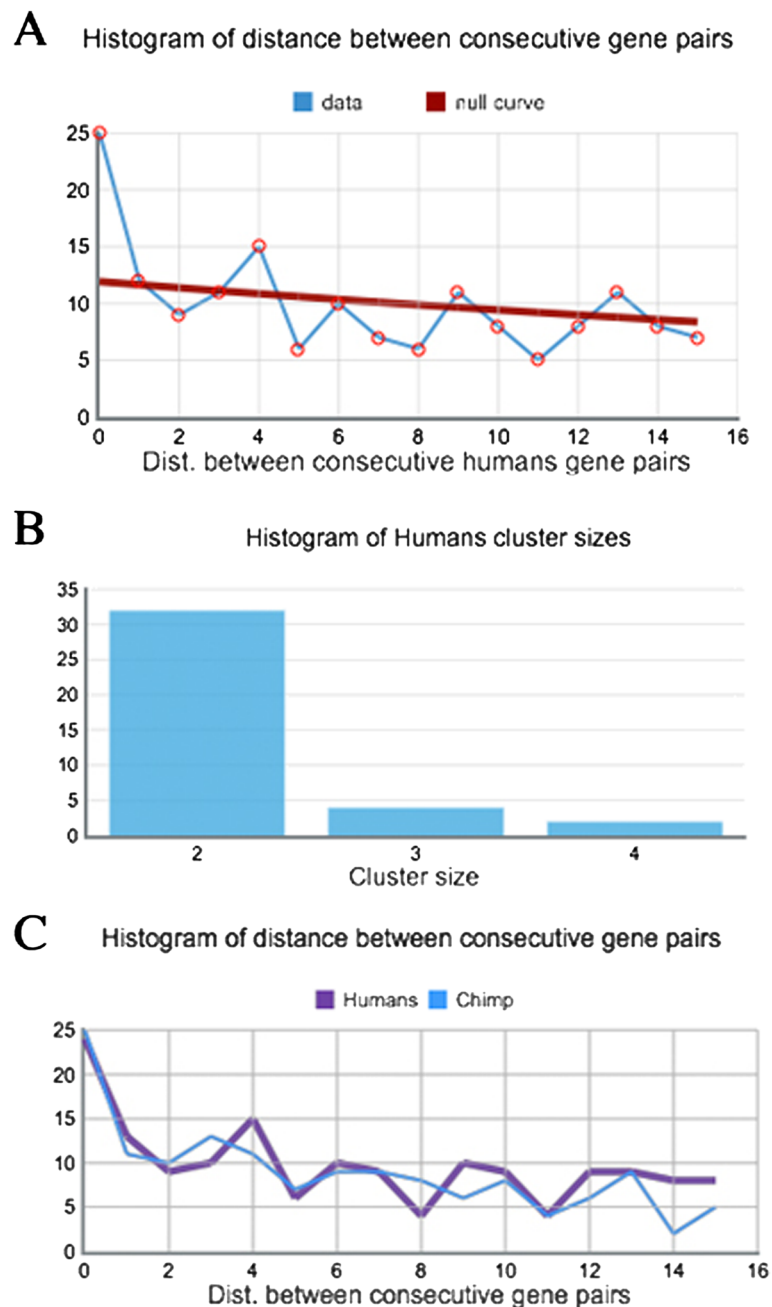 A
Histogram of distance between consecutive gene pairs
data null curve
25
20
15
10
5
0
0 2 4 6 8 10 12 14 16
Dist. between consecutive humans gene pairs
B
Histogram of Humans cluster sizes
35
30
25
20
15
10
5
0
2 3 4
Cluster size
C
Histogram of distance between consecutive gene pairs
Humans Chimp
25
20
15
10
5
0
0 2 4 6 8 10 12 14 16
Dist. between consecutive gene pairs